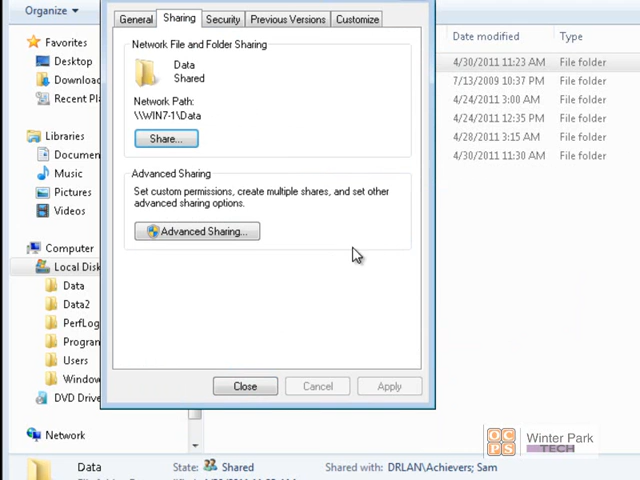 Organize
General Sharing Security Previous Versions Customize
Network File and Folder Sharing
Data
Shared
Network Path:
\\WIN7-1\Data
Share...
Advanced Sharing
Set custom permissions, create multiple shares, and set other
advanced sharing options.
Advanced Sharing...
Close Cancel Apply
Favorites
Desktop
Download
Recent Pl
Libraries
Documen
Music
Pictures
Videos
Computer
Local Disk
Data
Data2
PerfLog
Program
Users
Window
DVD Drive
Network
Date modified Type
4/30/2011 11:23 AM File folder
7/13/2009 10:37 PM File folder
4/24/2011 3:00 AM File folder
4/24/2011 12:35 PM File folder
4/28/2011 3:15 AM File folder
4/30/2011 11:30 AM File folder
OCPS
Winter Park
TECH
Data State: Shared Shared with: DRLAN\Achievers; Sam